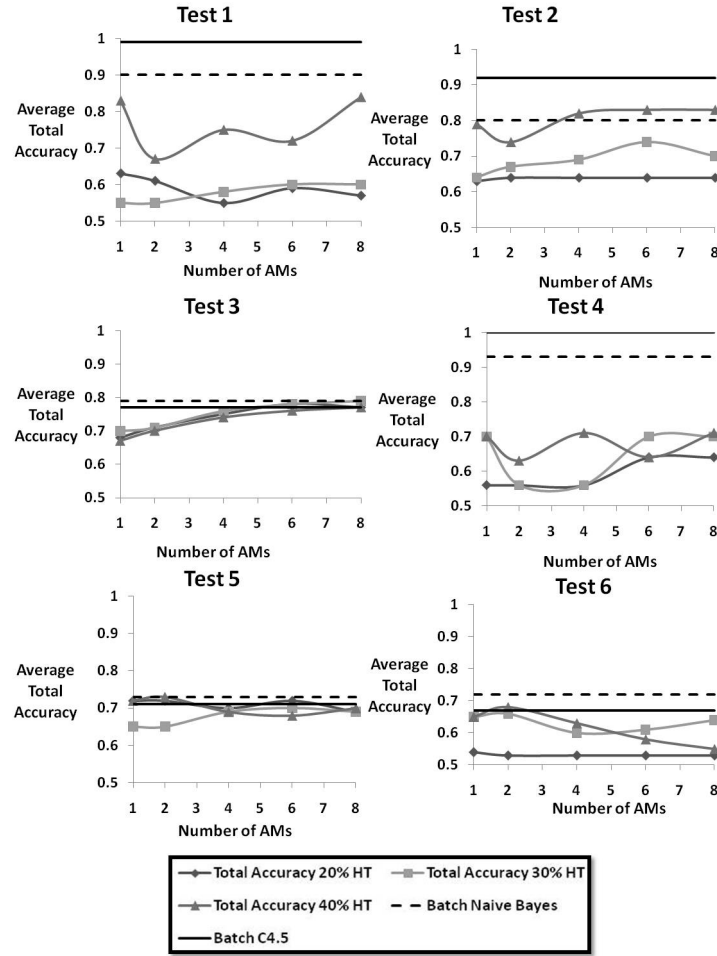 Test 1
1
0.9
0.8
0.7
0.6
0.5
Average
Total
Accuracy
1 2 3 4 5 6 7 8
Number of AMs
Test 2
1
0.9
0.8
0.7
0.6
0.5
Average
Total
Accuracy
1 2 3 4 5 6 7 8
Number of AMs
Test 3
1
0.9
0.8
0.7
0.6
0.5
Average
Total
Accuracy
1 2 3 4 5 6 7 8
Number of AMs
Test 4
1
0.9
0.8
0.7
0.6
0.5
Average
Total
Accuracy
1 2 3 4 5 6 7 8
Number of AMs
Test 5
1
0.9
0.8
0.7
0.6
0.5
Average
Total
Accuracy
1 2 3 4 5 6 7 8
Number of AMs
Test 6
1
0.9
0.8
0.7
0.6
0.5
Average
Total
Accuracy
1 2 3 4 5 6 7 8
Number of AMs
Total Accuracy 20% HT
Total Accuracy 30% HT
Total Accuracy 40% HT
Batch Naive Bayes
Batch C4.5